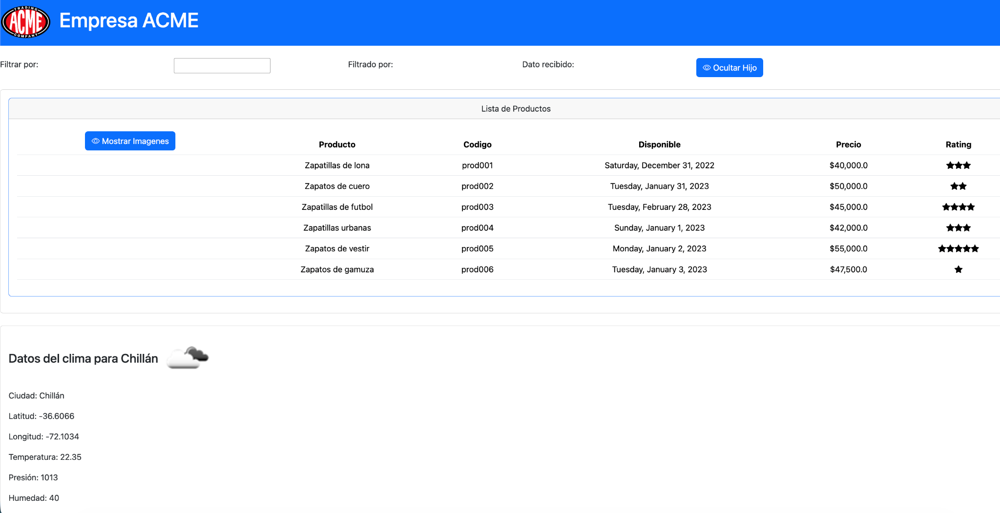 TRADING
ACME
COMPANY
Empresa ACME
Filtrar por: Filtrado por: Dato recibido: Ocultar Hijo
Lista de Productos
Mostrar Imagenes Producto Codigo Disponible Precio Rating
Zapatillas de lona prod001 Saturday, December 31, 2022 $40,000.0
Zapatos de cuero prod002 Tuesday, January 31, 2023 $50,000.0
Zapatillas de futbol prod003 Tuesday, February 28, 2023 $45,000.0
Zapatillas urbanas prod004 Sunday, January 1, 2023 $42,000.0
Zapatos de vestir prod005 Monday, January 2, 2023 $55,000.0
Zapatos de gamuza prod006 Tuesday, January 3, 2023 $47,500.0
Datos del clima para Chillán
Ciudad: Chillán
Latitud: -36.6066
Longitud: -72.1034
Temperatura: 22.35
Presión: 1013
Humedad: 40